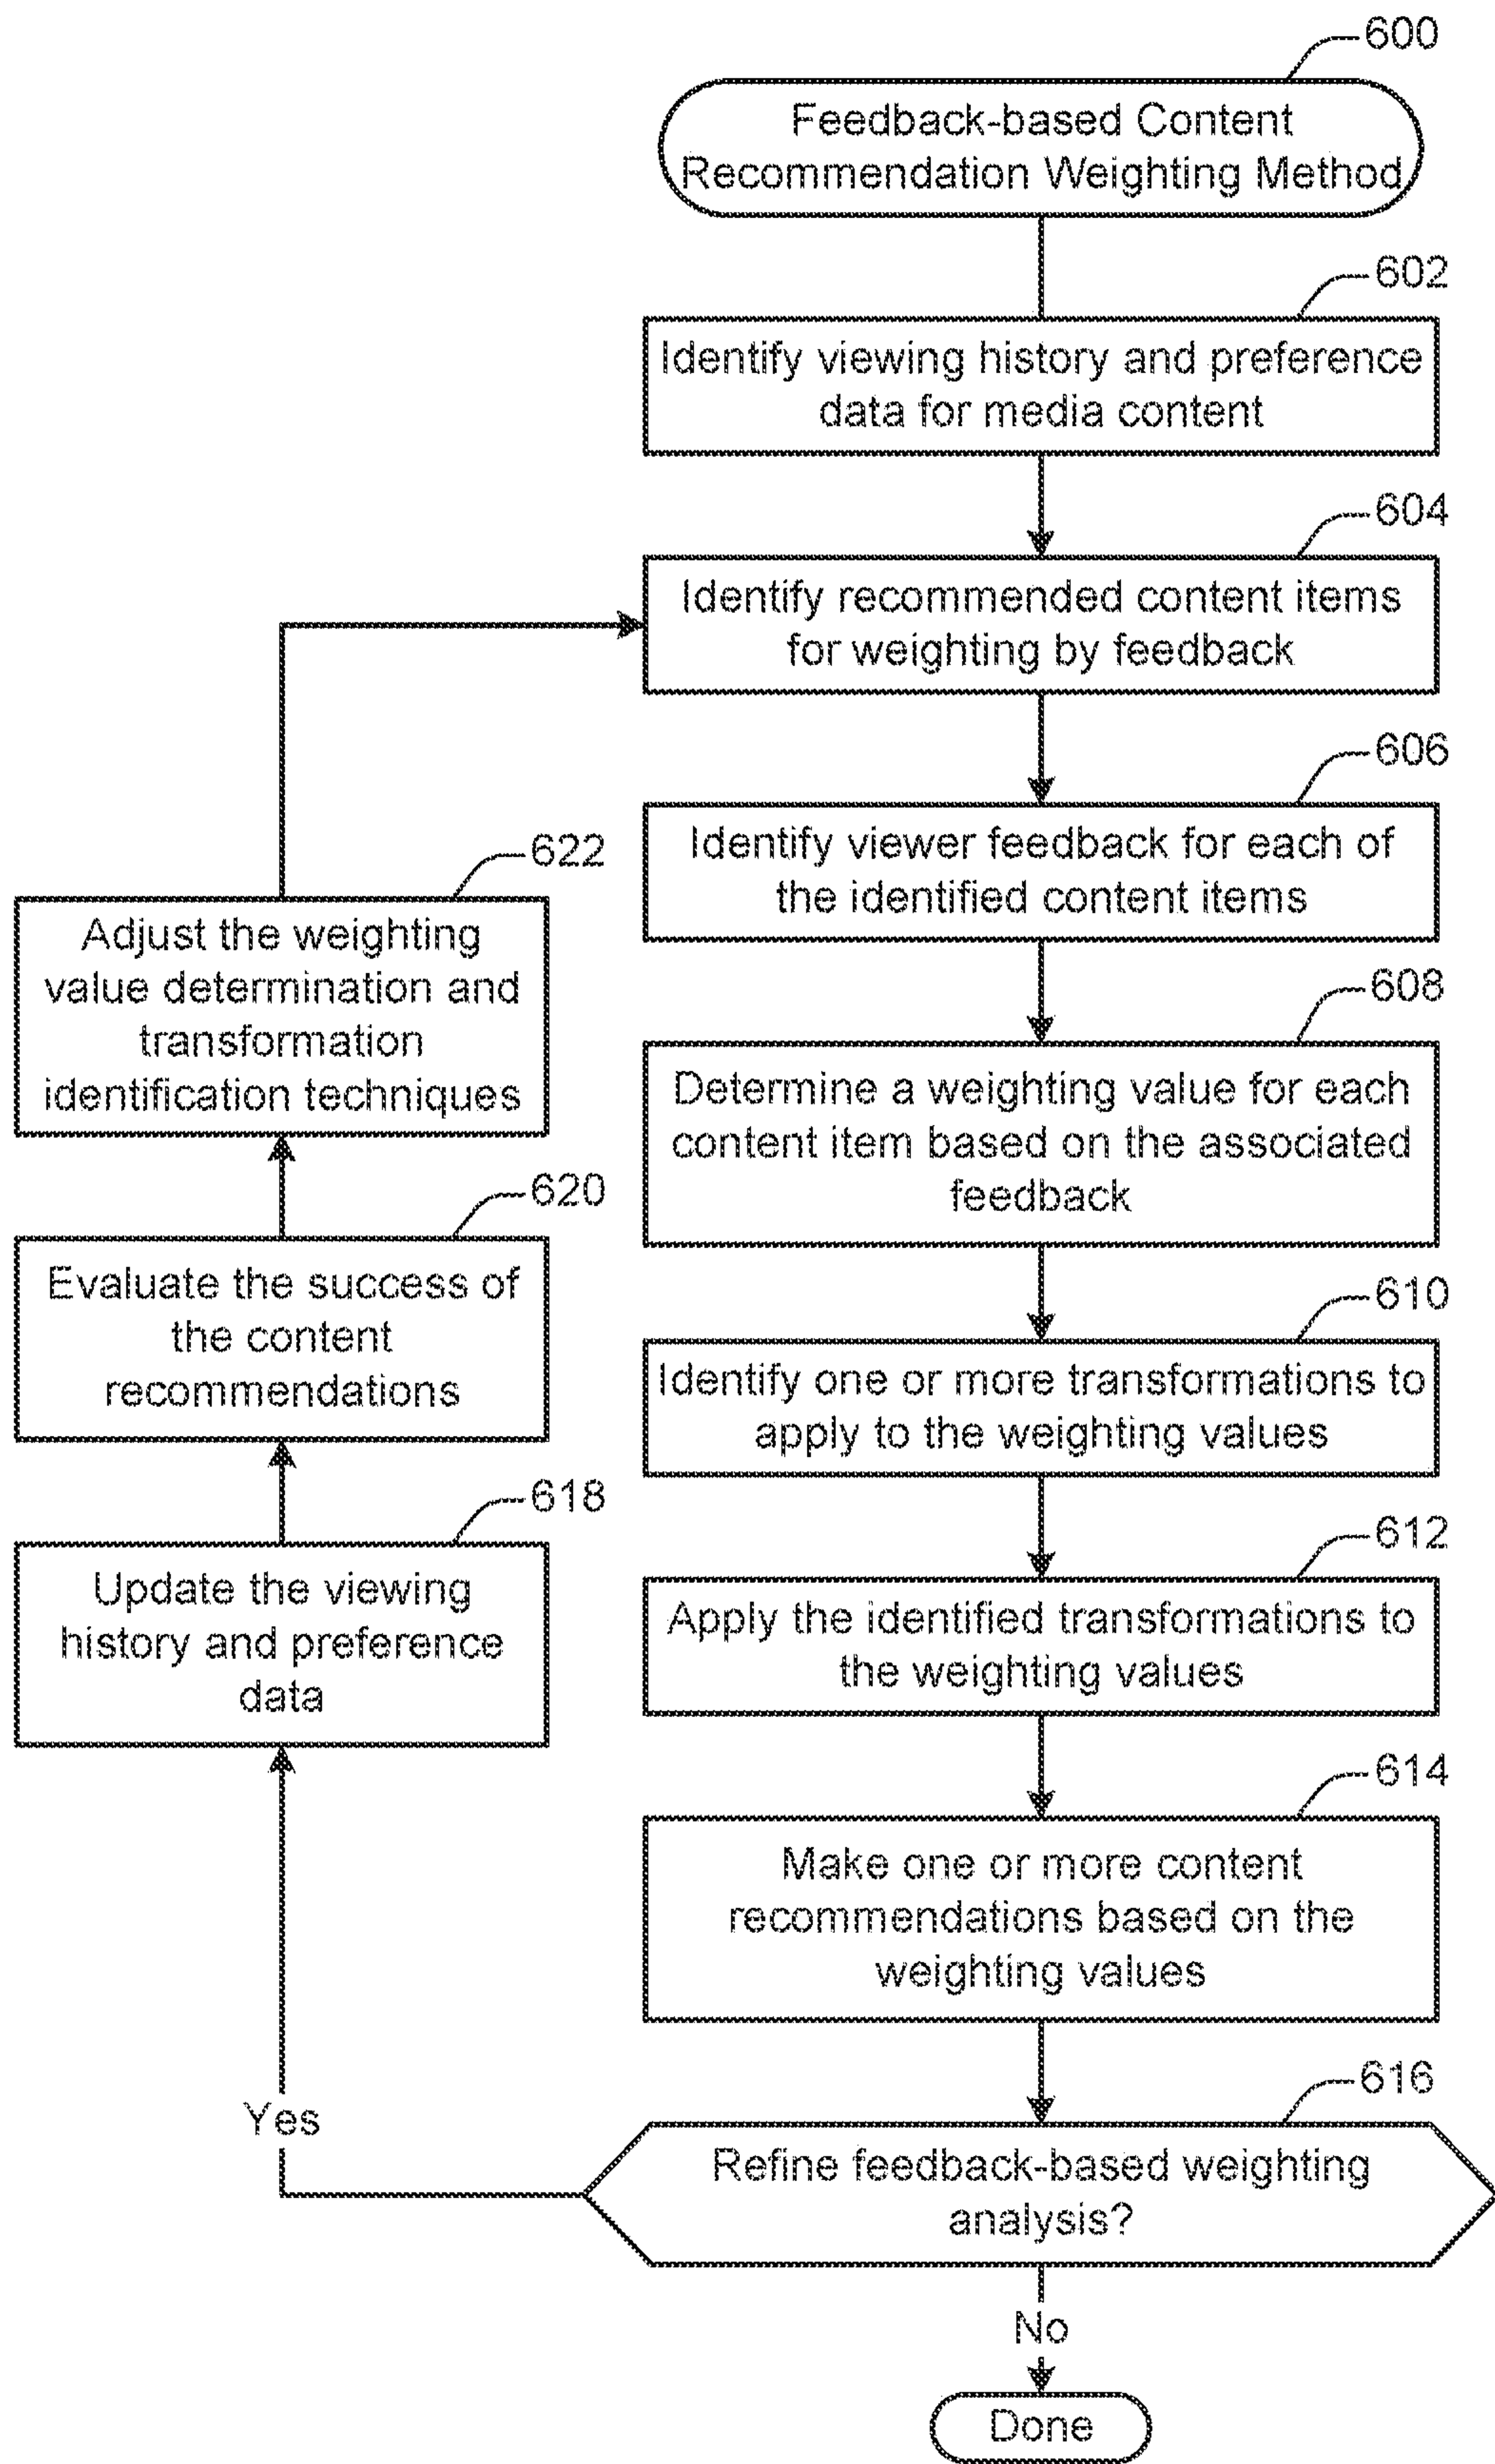 600
Feedback-based Content
Recommendation Weighting Method
602
Identify viewing history and preference
data for media content
604
Identify recommended content items
for weighting by feedback
606
Identify viewer feedback for each of
the identified content items
608
Determine a weighting value for each
content item based on the associated
feedback
610
Identify one or more transformations to
apply to the weighting values
612
Apply the identified transformations to
the weighting values
614
Make one or more content
recommendations based on the
weighting values
616
Refine feedback-based weighting
analysis?
Yes
618
Update the viewing
history and preference
data
620
Evaluate the success of
the content
recommendations
622
Adjust the weighting
value determination and
transformation
identification techniques
No
Done